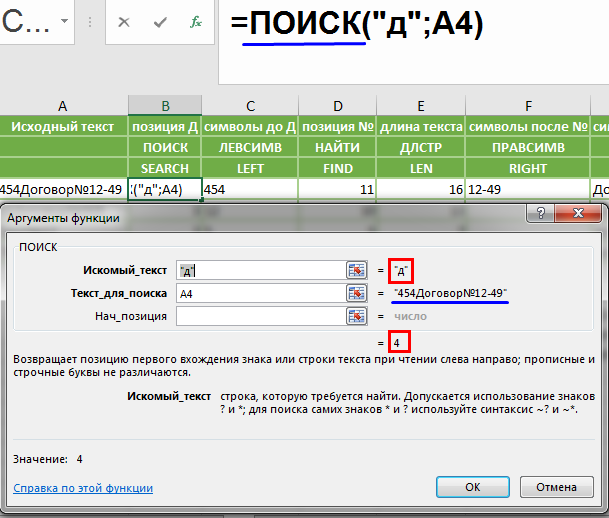 С...
=ПОИСК("д";A4)
A B C D E F
Исходный текст позиция Д символы до Д позиция № длина текста символы после №
ПОИСК ЛЕВСИМВ НАЙТИ ДЛСТР ПРАВСИМВ
SEARCH LEFT FIND LEN RIGHT
454Договор№12-49 ("д";A4) 454 11 16 12-49 До
Аргументы функции
ПОИСК
Искомый_текст "д" = "д"
Текст_для_поиска A4 = "454Договор№12-49"
Нач_позиция = число
= 4
Возвращает позицию первого вхождения знака или строки текста при чтении слева направо; прописные и
строчные буквы не различаются.
Искомый_текст строка, которую требуется найти. Допускается использование знаков
? и *; для поиска самих знаков * и ? используйте синтаксис ~? и ~*.
Значение: 4
Справка по этой функции
ОК Отмена